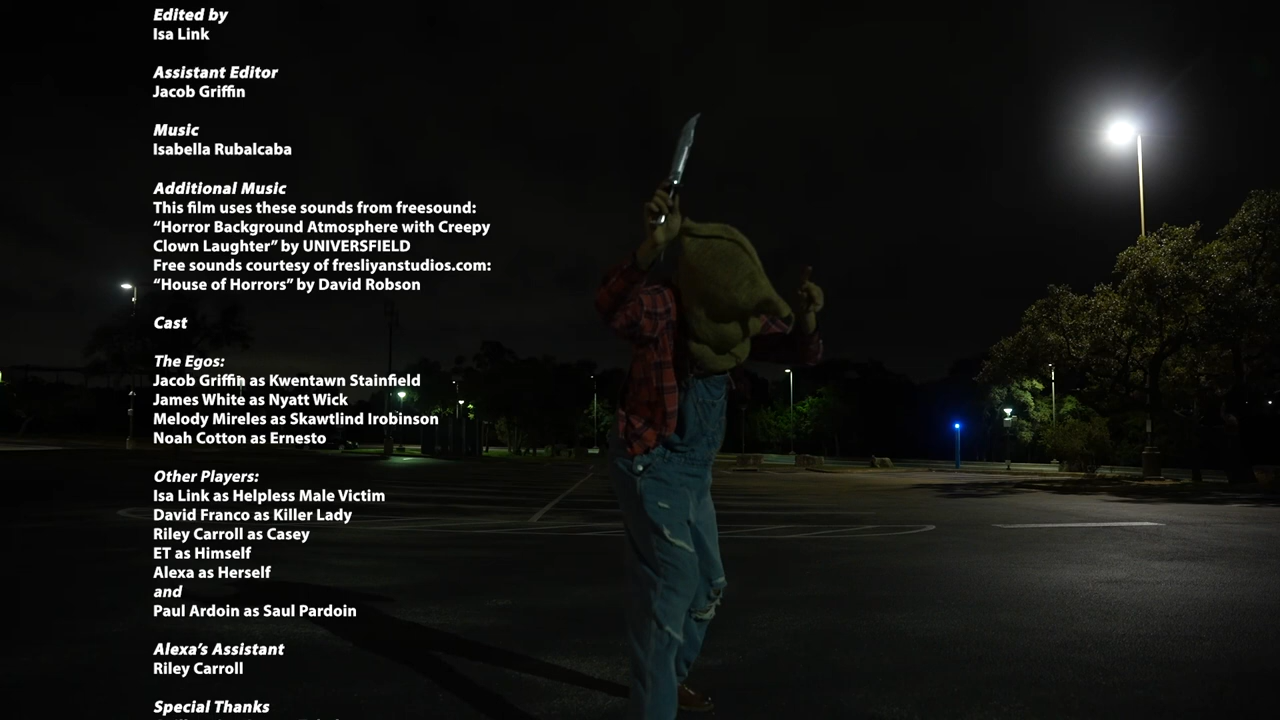 Edited by
Isa Link
Assistant Editor
Jacob Griffin
Music
Isabella Rubalcaba
Additional Music
This film uses these sounds from freesound:
“Horror Background Atmosphere with Creepy
Clown Laughter” by UNIVERSFIELD
Free sounds courtesy of fresliyanstudios.com:
“House of Horrors” by David Robson
Cast
The Egos:
Jacob Griffin as Kwentawn Stainfield
James White as Nyatt Wick
Melody Mireles as Skawtlind Irobinson
Noah Cotton as Ernesto
Other Players:
Isa Link as Helpless Male Victim
David Franco as Killer Lady
Riley Carroll as Casey
ET as Himself
Alexa as Herself
and
Paul Ardoin as Saul Pardoin
Alexa’s Assistant
Riley Carroll
Special Thanks